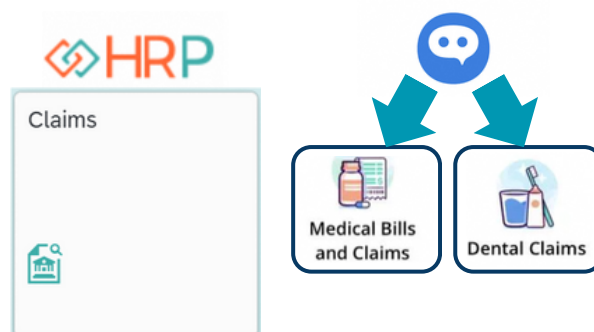 HRP
Claims
Medical Bills
and Claims
Dental Claims